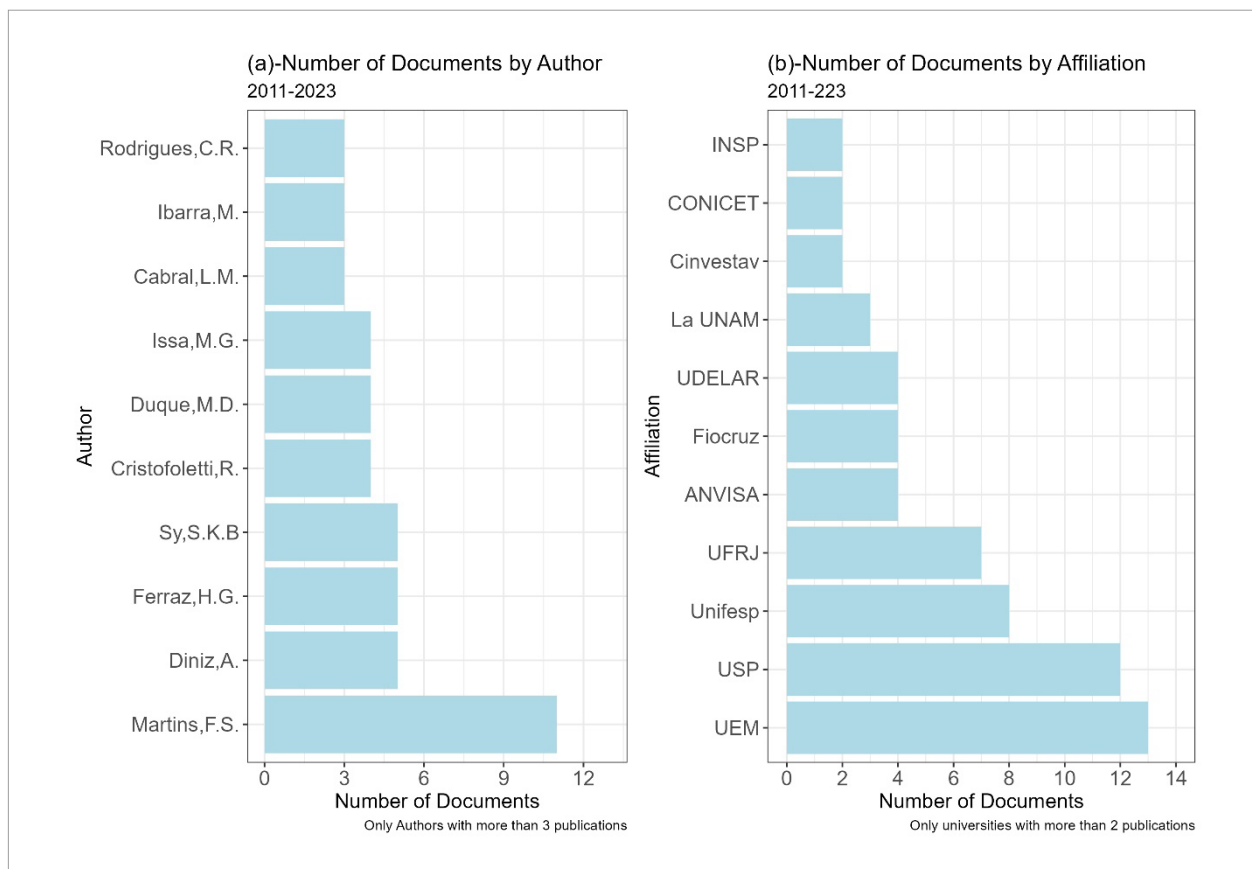 (a)-Number of Documents by Author
2011-2023
Author
Rodrigues,C.R.
Ibarra,M.
Cabral,L.M.
Issa,M.G.
Duque,M.D.
Cristofoletti,R.
Sy,S.K.B
Ferraz,H.G.
Diniz,A.
Martins,F.S.
0 3 6 9 12
Number of Documents
Only Authors with more than 3 publications
(b)-Number of Documents by Affiliation
2011-223
Affiliation
INSP
CONICET
Cinvestav
La UNAM
UDELAR
Fiocruz
ANVISA
UFRJ
Unifesp
USP
UEM
0 2 4 6 8 10 12 14
Number of Documents
Only universities with more than 2 publications